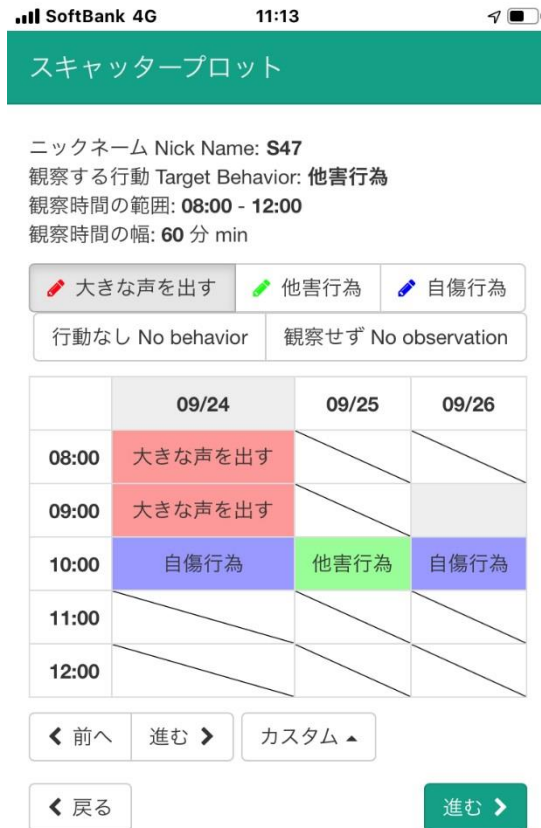 SoftBank 4G 11:13
スキャッタープロット
ニックネーム Nick Name: S47
観察する行動 Target Behavior: 他害行為
観察時間の範囲: 08:00 - 12:00
観察時間の幅: 60 分 min
大きな声を出す 他害行為 自傷行為
行動なし No behavior 観察せず No observation
09/24 09/25 09/26
08:00 大きな声を出す
09:00 大きな声を出す
10:00 自傷行為 他害行為 自傷行為
11:00
12:00
前へ 進む カスタム
戻る 進む